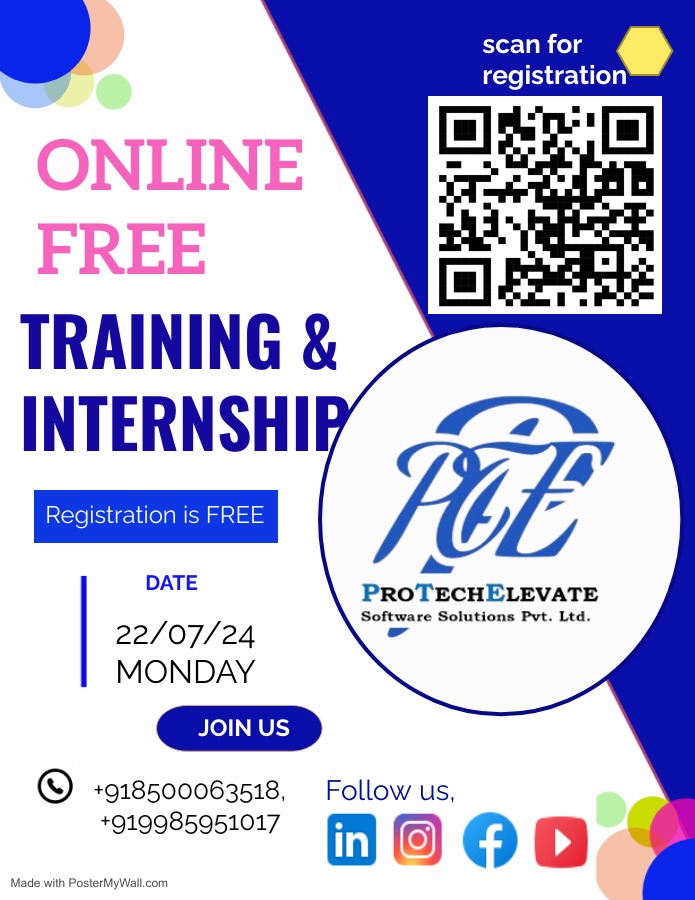 scan for
registration
ONLINE
FREE
TRAINING &
INTERNSHIP
Registration is FREE
PROTECHELEVATE
Software Solutions Pvt. Ltd.
DATE
22/07/24
MONDAY
JOIN US
+918500063518,
+919985951017
Follow us,
in
Made with PosterMyWall.com